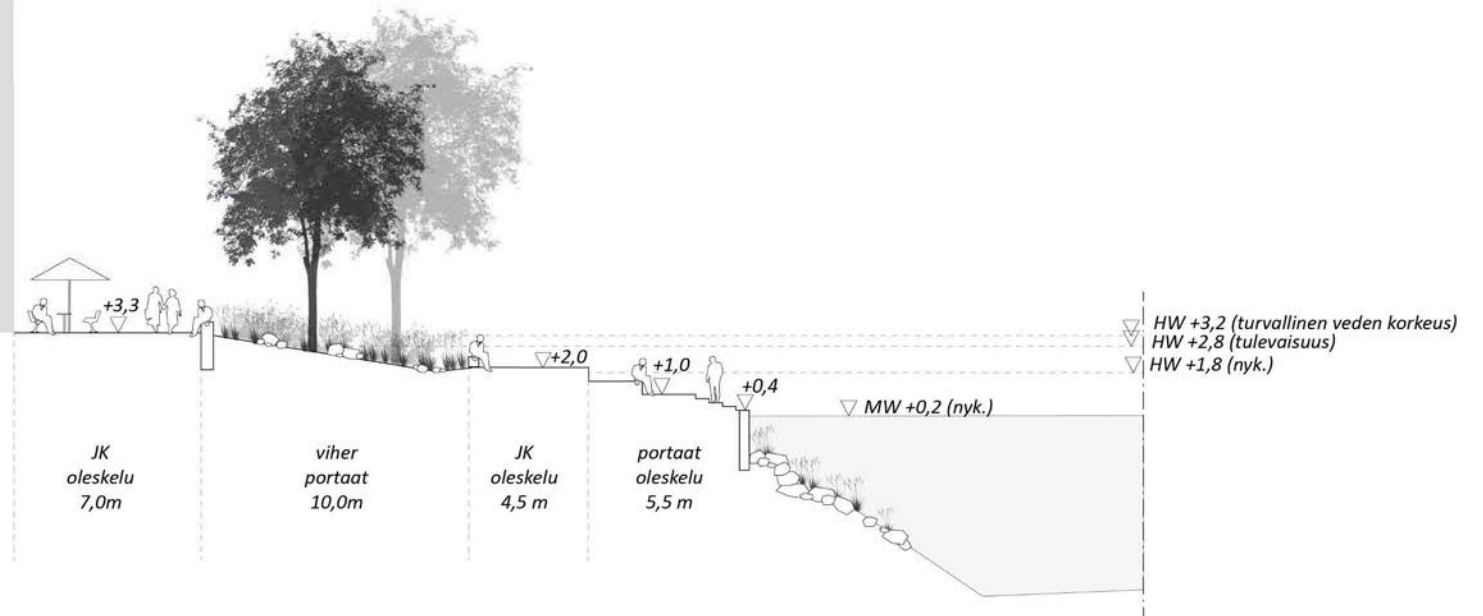 +3,3
+2,0
+1,0
+0,4
HW +3,2 (turvallinen veden korkeus)
HW +2,8 (tulevaisuus)
HW +1,8 (nyk.)
MW +0,2 (nyk.)
JK
oleskelu
7,0m
viher
portaat
10,0m
JK
oleskelu
4,5 m
portaat
oleskelu
5,5 m